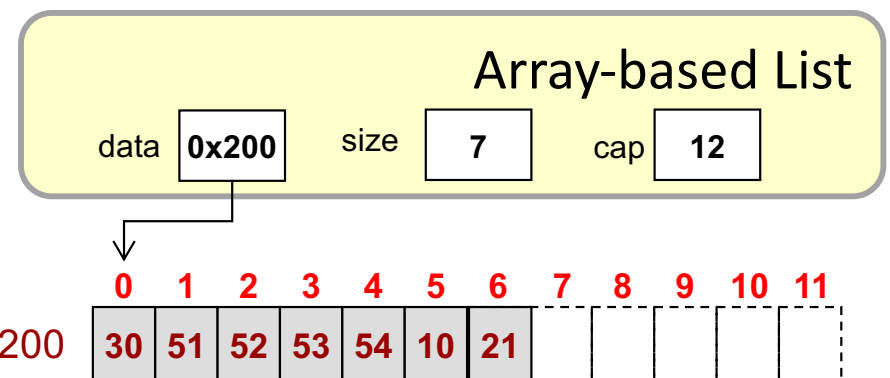 Array-based List
data 0x200 size 7 cap 12
0 1 2 3 4 5 6 7 8 9 10 11
200 30 51 52 53 54 10 21